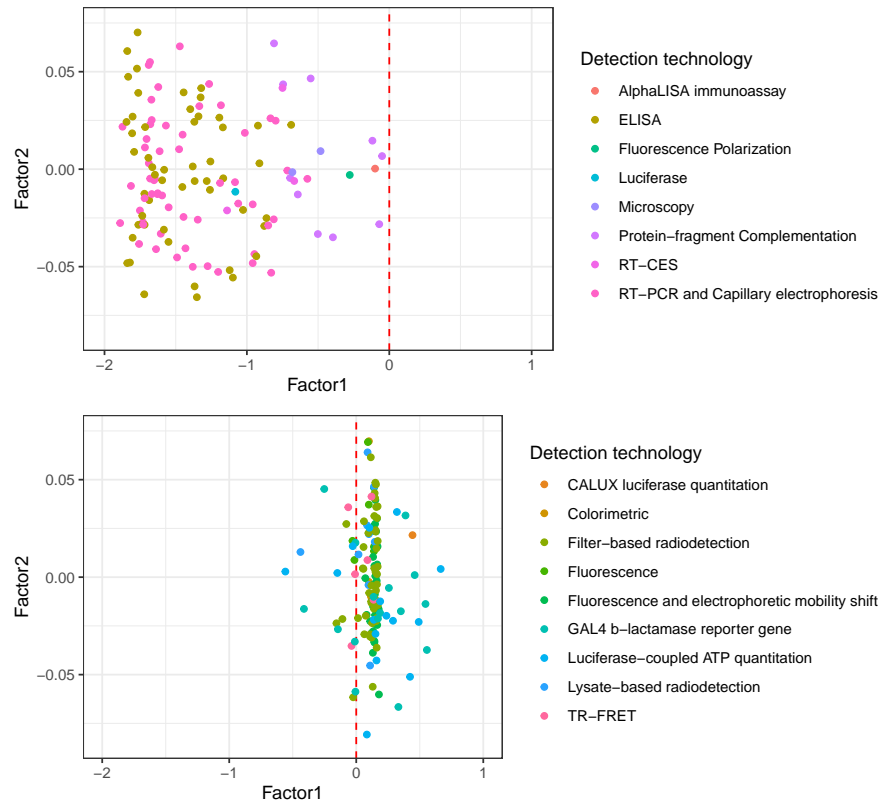 Detection technology
AlphaLISA immunoassay
ELISA
Fluorescence Polarization
Luciferase
Microscopy
Protein−fragment Complementation
RT−CES
RT−PCR and Capillary electrophoresis
0.05
0.00
−0.05
Factor2
−2
−1
0
1
Factor1
Detection technology
CALUX luciferase quantitation
Colorimetric
Filter−based radiodetection
Fluorescence
Fluorescence and electrophoretic mobility shift
GAL4 b−lactamase reporter gene
Luciferase−coupled ATP quantitation
Lysate−based radiodetection
TR−FRET
0.05
0.00
−0.05
Factor2
−2
−1
0
1
Factor1